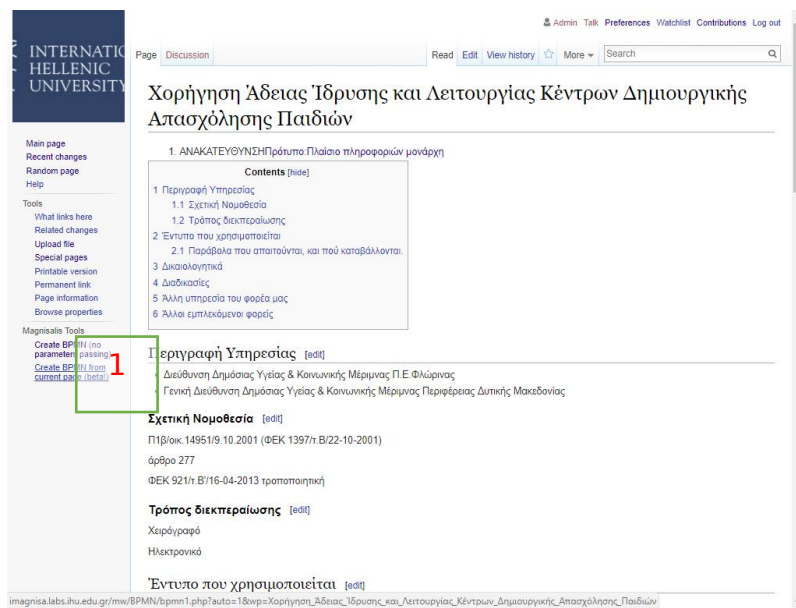 Admin Talk Preferences Watchlist Contributions Log out
INTERNATIO
HELLENIC
UNIVERSITY
Page Discussion Read Edit View history More Search
Χορήγηση Άδειας Ίδρυσης και Λειτουργίας Κέντρων Δημιουργικής
Απασχόλησης Παιδιών
1. ΑΝΑΚΑΤΕΥΘΥΝΣΗΠρότυπο:Πλαίσιο πληροφοριών μονάρχη
Contents [hide]
1 Περιγραφή Υπηρεσίας
1.1 Σχετική Νομοθεσία
1.2 Τρόπος διεκπεραίωσης
2 Έντυπο που χρησιμοποιείται
2.1 Παράβολα που απαιτούνται, και πού καταβάλλονται.
3 Δικαιολογητικά
4 Διαδικασίες
5 Άλλη υπηρεσία του φορέα μας
6 Άλλοι εμπλεκόμενοι φορείς
Main page
Recent changes
Random page
Help
Tools
What links here
Related changes
Upload file
Special pages
Printable version
Permanent link
Page information
Browse properties
Magnisalis Tools
Create BPMN (no
parameters passing)
Create BPMN from
current page (beta!)
1
Περιγραφή Υπηρεσίας [edit]
Διεύθυνση Δημόσιας Υγείας & Κοινωνικής Μέριμνας Π.Ε.Φλώρινας
Γενική Διεύθυνση Δημόσιας Υγείας & Κοινωνικής Μέριμνας Περιφέρειας Δυτικής Μακεδονίας
Σχετική Νομοθεσία [edit]
Π1β/οικ.14951/9.10.2001 (ΦΕΚ 1397/τ.Β/22-10-2001)
άρθρο 277
ΦΕΚ 921/τ.Β'/16-04-2013 τροποποιητική
Τρόπος διεκπεραίωσης [edit]
Χειρόγραφό
Ηλεκτρονικό
Έντυπο που χρησιμοποιείται [edit]
imagnisa.labs.ihu.edu.gr/mw/BPMN/bpmn1.php?auto=1&wp=Χορήγηση_Άδειας_Ίδρυσης_και_Λειτουργίας_Κέντρων_Δημιουργικής_Απασχόλησης_Παιδιών